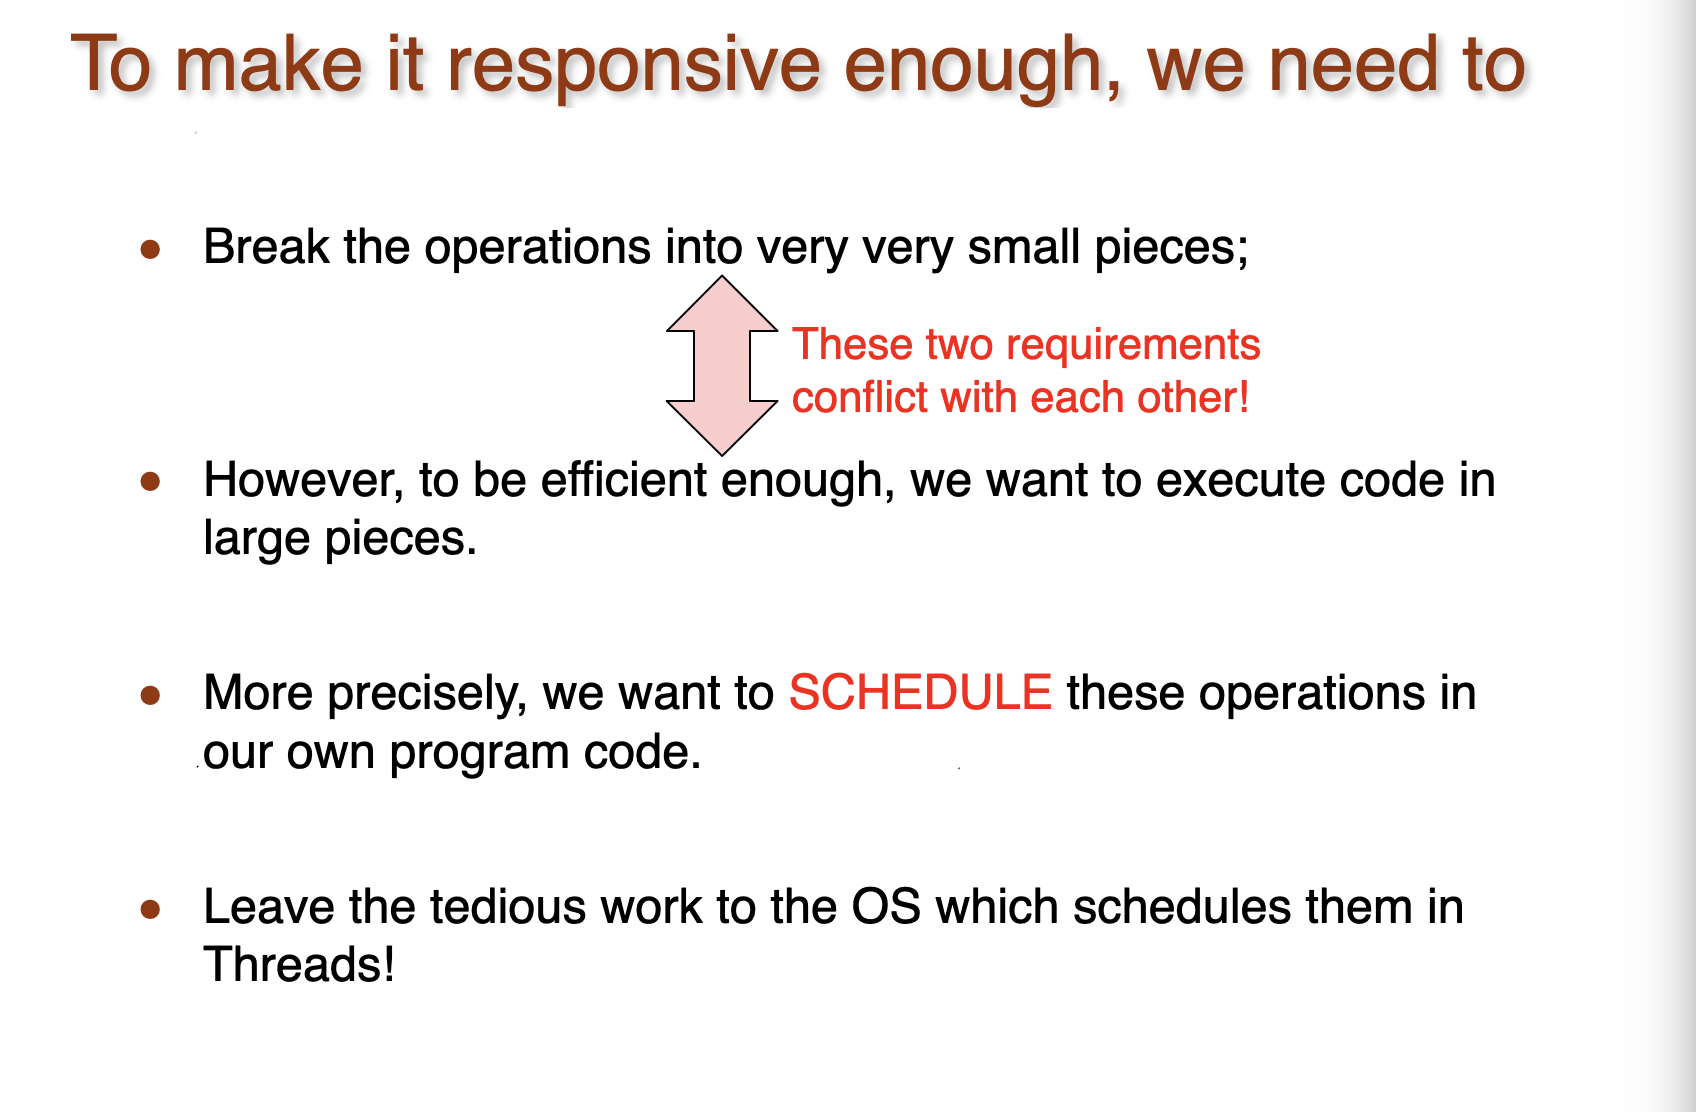 To make it responsive enough, we need to
• Break the operations into very very small pieces;
These two requirements
conflict with each other!
• However, to be efficient enough, we want to execute code in
large pieces.
• More precisely, we want to SCHEDULE these operations in
our own program code.
• Leave the tedious work to the OS which schedules them in
Threads!